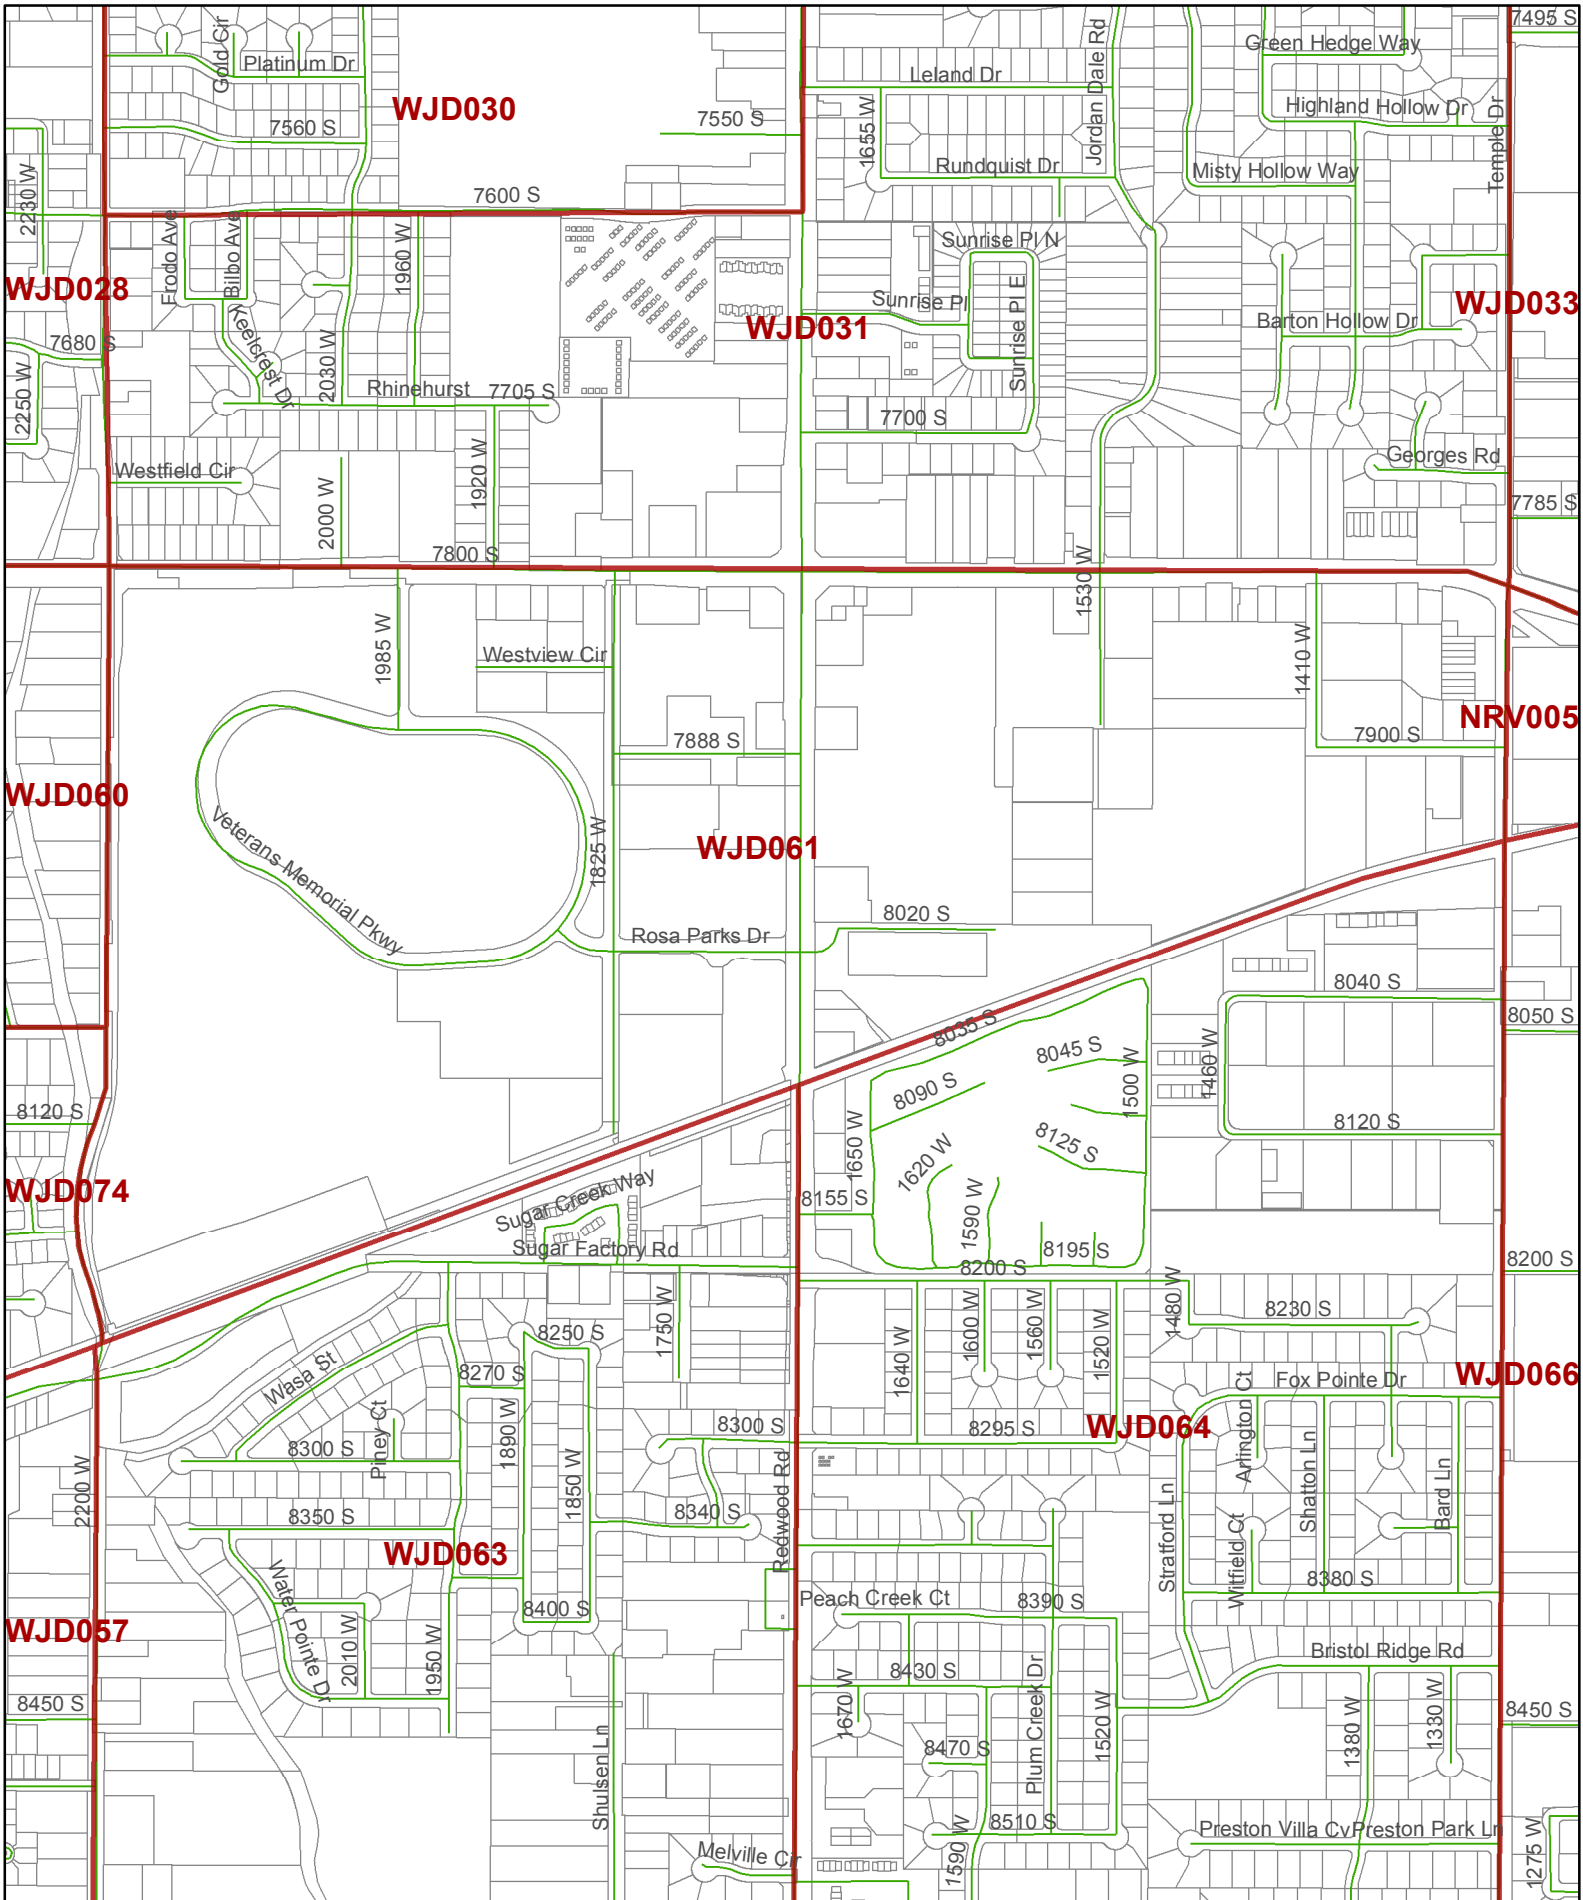 7495 S
Gold Cir
Platinum Dr
Green Hedge Way
Leland Dr
Jordan Dale Rd
WJD030
Highland Hollow Dr
7550 S
7560 S
1655 W
Temple Dr
Rundquist Dr
Misty Hollow Way
2230 W
7600 S
Frodo Ave
Bilbo Ave
1960 W
Sunrise Pl N
WJD028
Sunrise Pl
Sunrise Pl E
WJD033
WJD031
Barton Hollow Dr
7680 S
Keelcrest Dr
2030 W
2250 W
Rhinehurst
7705 S
7700 S
Westfield Cir
1920 W
Georges Rd
2000 W
7785 S
7800 S
1530 W
1985 W
Westview Cir
1410 W
NRV005
7888 S
7900 S
WJD060
Veterans Memorial Pkwy
1825 W
WJD061
8020 S
Rosa Parks Dr
8040 S
8050 S
8035 S
8045 S
1500 W
1460 W
8090 S
8120 S
8120 S
1650 W
8125 S
1620 W
WJD074
Sugar Creek Way
8155 S
1590 W
Sugar Factory Rd
8195 S
8200 S
8200 S
1480 W
8230 S
8250 S
1750 W
1640 W
1600 W
1560 W
1520 W
Wasa St
8270 S
Fox Pointe Dr
WJD066
Piney Ct
1890 W
8300 S
8300 S
8295 S
WJD064
Arlington Ct
2200 W
1850 W
Redwood Rd
Stratford Ln
Shatton Ln
Bard Ln
8350 S
8340 S
Witfield Ct
WJD063
8380 S
Water Pointe Dr
8400 S
Peach Creek Ct
8390 S
WJD057
2010 W
1950 W
Bristol Ridge Rd
8430 S
1670 W
Plum Creek Dr
1520 W
8450 S
8450 S
1380 W
1330 W
8470 S
Shulsen Ln
8510 S
1590 W
Preston Villa Cv
Preston Park Ln
Melville Cir
1275 W